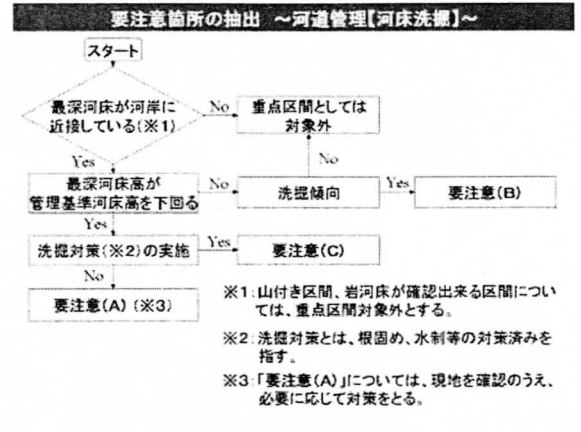 要注意箇所の抽出 ～河道管理【河床洗掘】～
スタート
最深河床が河岸に
近接している(※1)
No
重点区間としては
対象外
Yes
No
最深河床高が
管理基準河床高を下回る
No
洗掘傾向
Yes
要注意(B)
Yes
洗掘対策(※2)の実施
Yes
要注意(C)
No
要注意(A) (※3)
※1:山付き区間、岩河床が確認出来る区間につい
ては、重点区間対象外とする。
※2:洗掘対策とは、根固め、水制等の対策済みを
指す。
※3:「要注意(A)」については、現地を確認のうえ、
必要に応じて対策をとる。